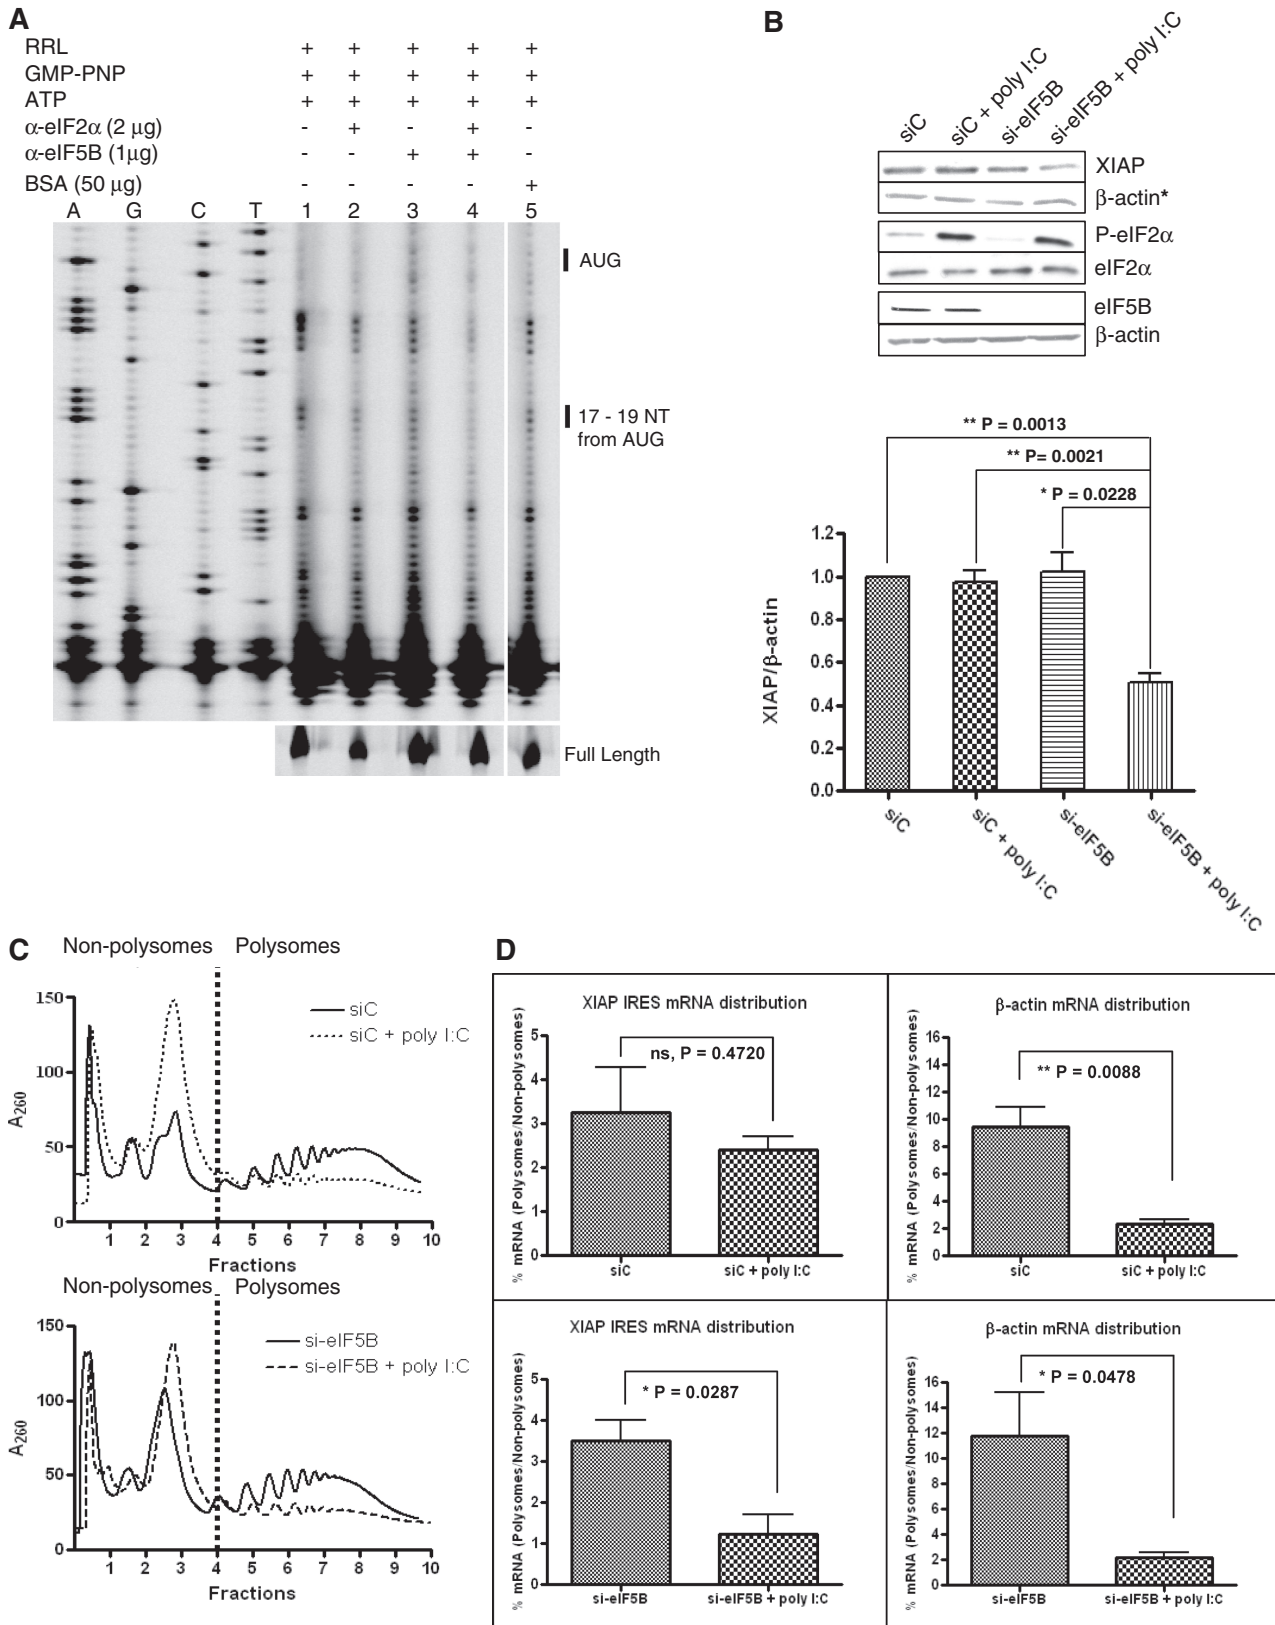 A
RRL + + + + +
GMP-PNP + + + + +
ATP + + + + +
α-eIF2α (2 μg) - + - + -
α-eIF5B (1μg) - - + + -
BSA (50 μg) - - - - +
A G C T 1 2 3 4 5
AUG
17 - 19 NT
from AUG
Full Length
B
siC
siC + poly I:C
si-eIF5B
si-eIF5B + poly I:C
XIAP
β-actin*
P-eIF2α
eIF2α
eIF5B
β-actin
** P = 0.0013
** P= 0.0021
* P = 0.0228
XIAP/β-actin
1.2
1.0
0.8
0.6
0.4
0.2
0.0
siC
siC + poly I:C
si-eIF5B
si-eIF5B + poly I:C
C
Non-polysomes Polysomes
siC
siC + poly I:C
A260
150
100
50
0
1 2 3 4 5 6 7 8 9 10
Fractions
Non-polysomes Polysomes
si-eIF5B
si-eIF5B + poly I:C
A260
150
100
50
0
1 2 3 4 5 6 7 8 9 10
Fractions
D
XIAP IRES mRNA distribution
ns, P = 0.4720
% mRNA (Polysomes/Non-polysomes)
5
4
3
2
1
0
siC siC + poly I:C
β-actin mRNA distribution
** P = 0.0088
% mRNA (Polysomes/Non-polysomes)
16
14
12
10
8
6
4
2
0
siC siC + poly I:C
XIAP IRES mRNA distribution
* P = 0.0287
% mRNA (Polysomes/Non-polysomes)
5
4
3
2
1
0
si-eIF5B si-eIF5B + poly I:C
β-actin mRNA distribution
* P = 0.0478
% mRNA (Polysomes/Non-polysomes)
16
14
12
10
8
6
4
2
0
si-eIF5B si-eIF5B + poly I:C